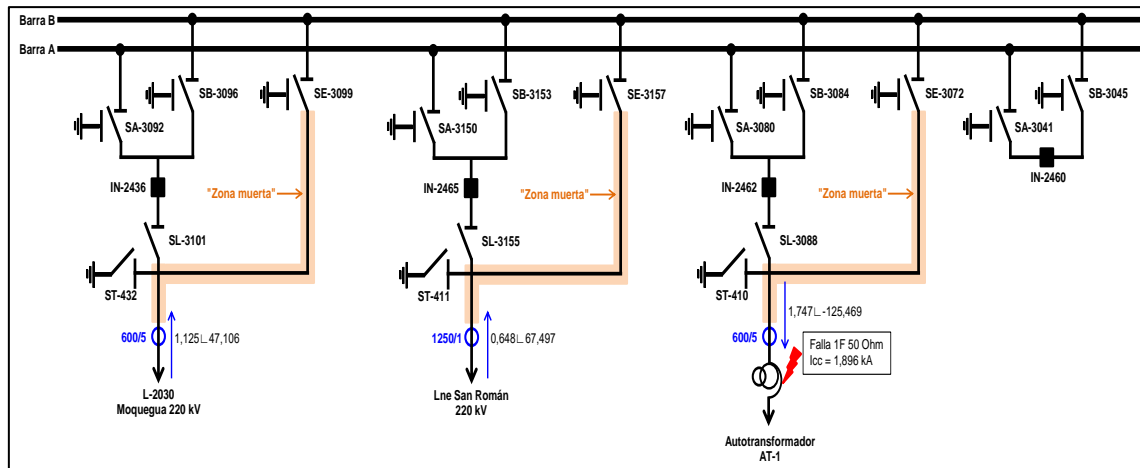 Barra B
Barra A
SB-3096
SE-3099
SA-3092
IN-2436
"Zona muerta"
SL-3101
ST-432
600/5
1,125∟47,106
L-2030
Moquegua 220 kV
SB-3153
SE-3157
SA-3150
IN-2465
"Zona muerta"
SL-3155
ST-411
1250/1
0,648∟67,497
Lne San Román
220 kV
SB-3084
SE-3072
SA-3080
IN-2462
"Zona muerta"
SL-3088
ST-410
1,747∟-125,469
600/5
Falla 1F 50 Ohm
Icc = 1,896 kA
Autotransformador
AT-1
SB-3045
SA-3041
IN-2460